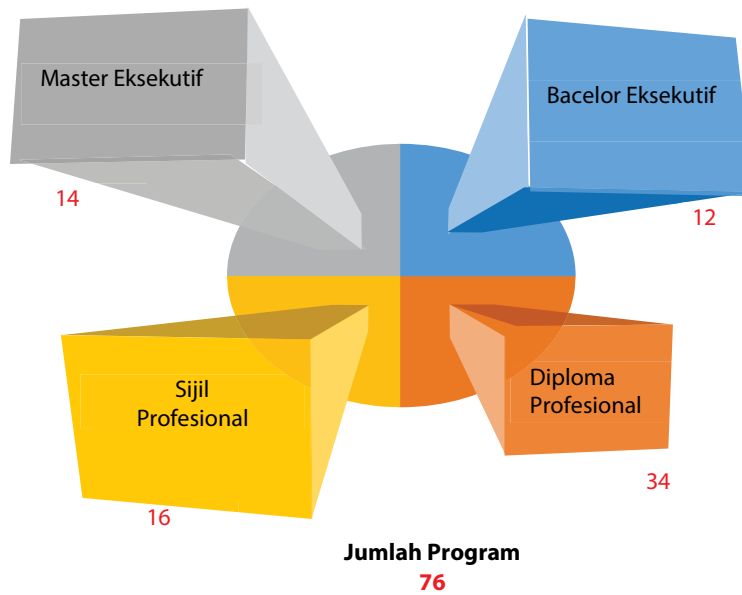 Master Eksekutif
14
Bacelor Eksekutif
12
Sijil
Profesional
16
Diploma
Profesional
34
Jumlah Program
76